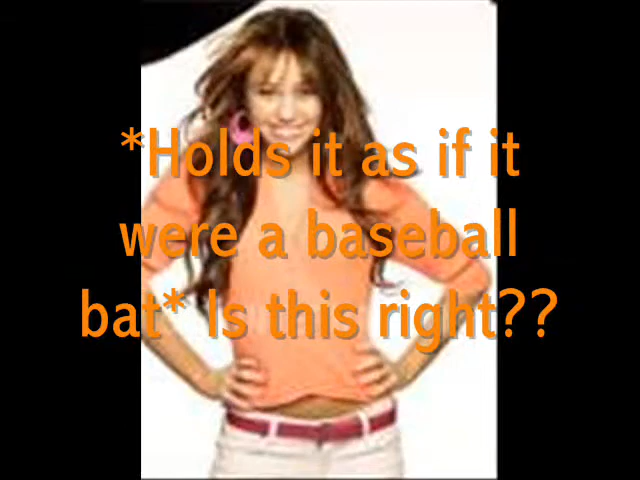 *Holds it as if it
were a baseball
bat* Is this right??